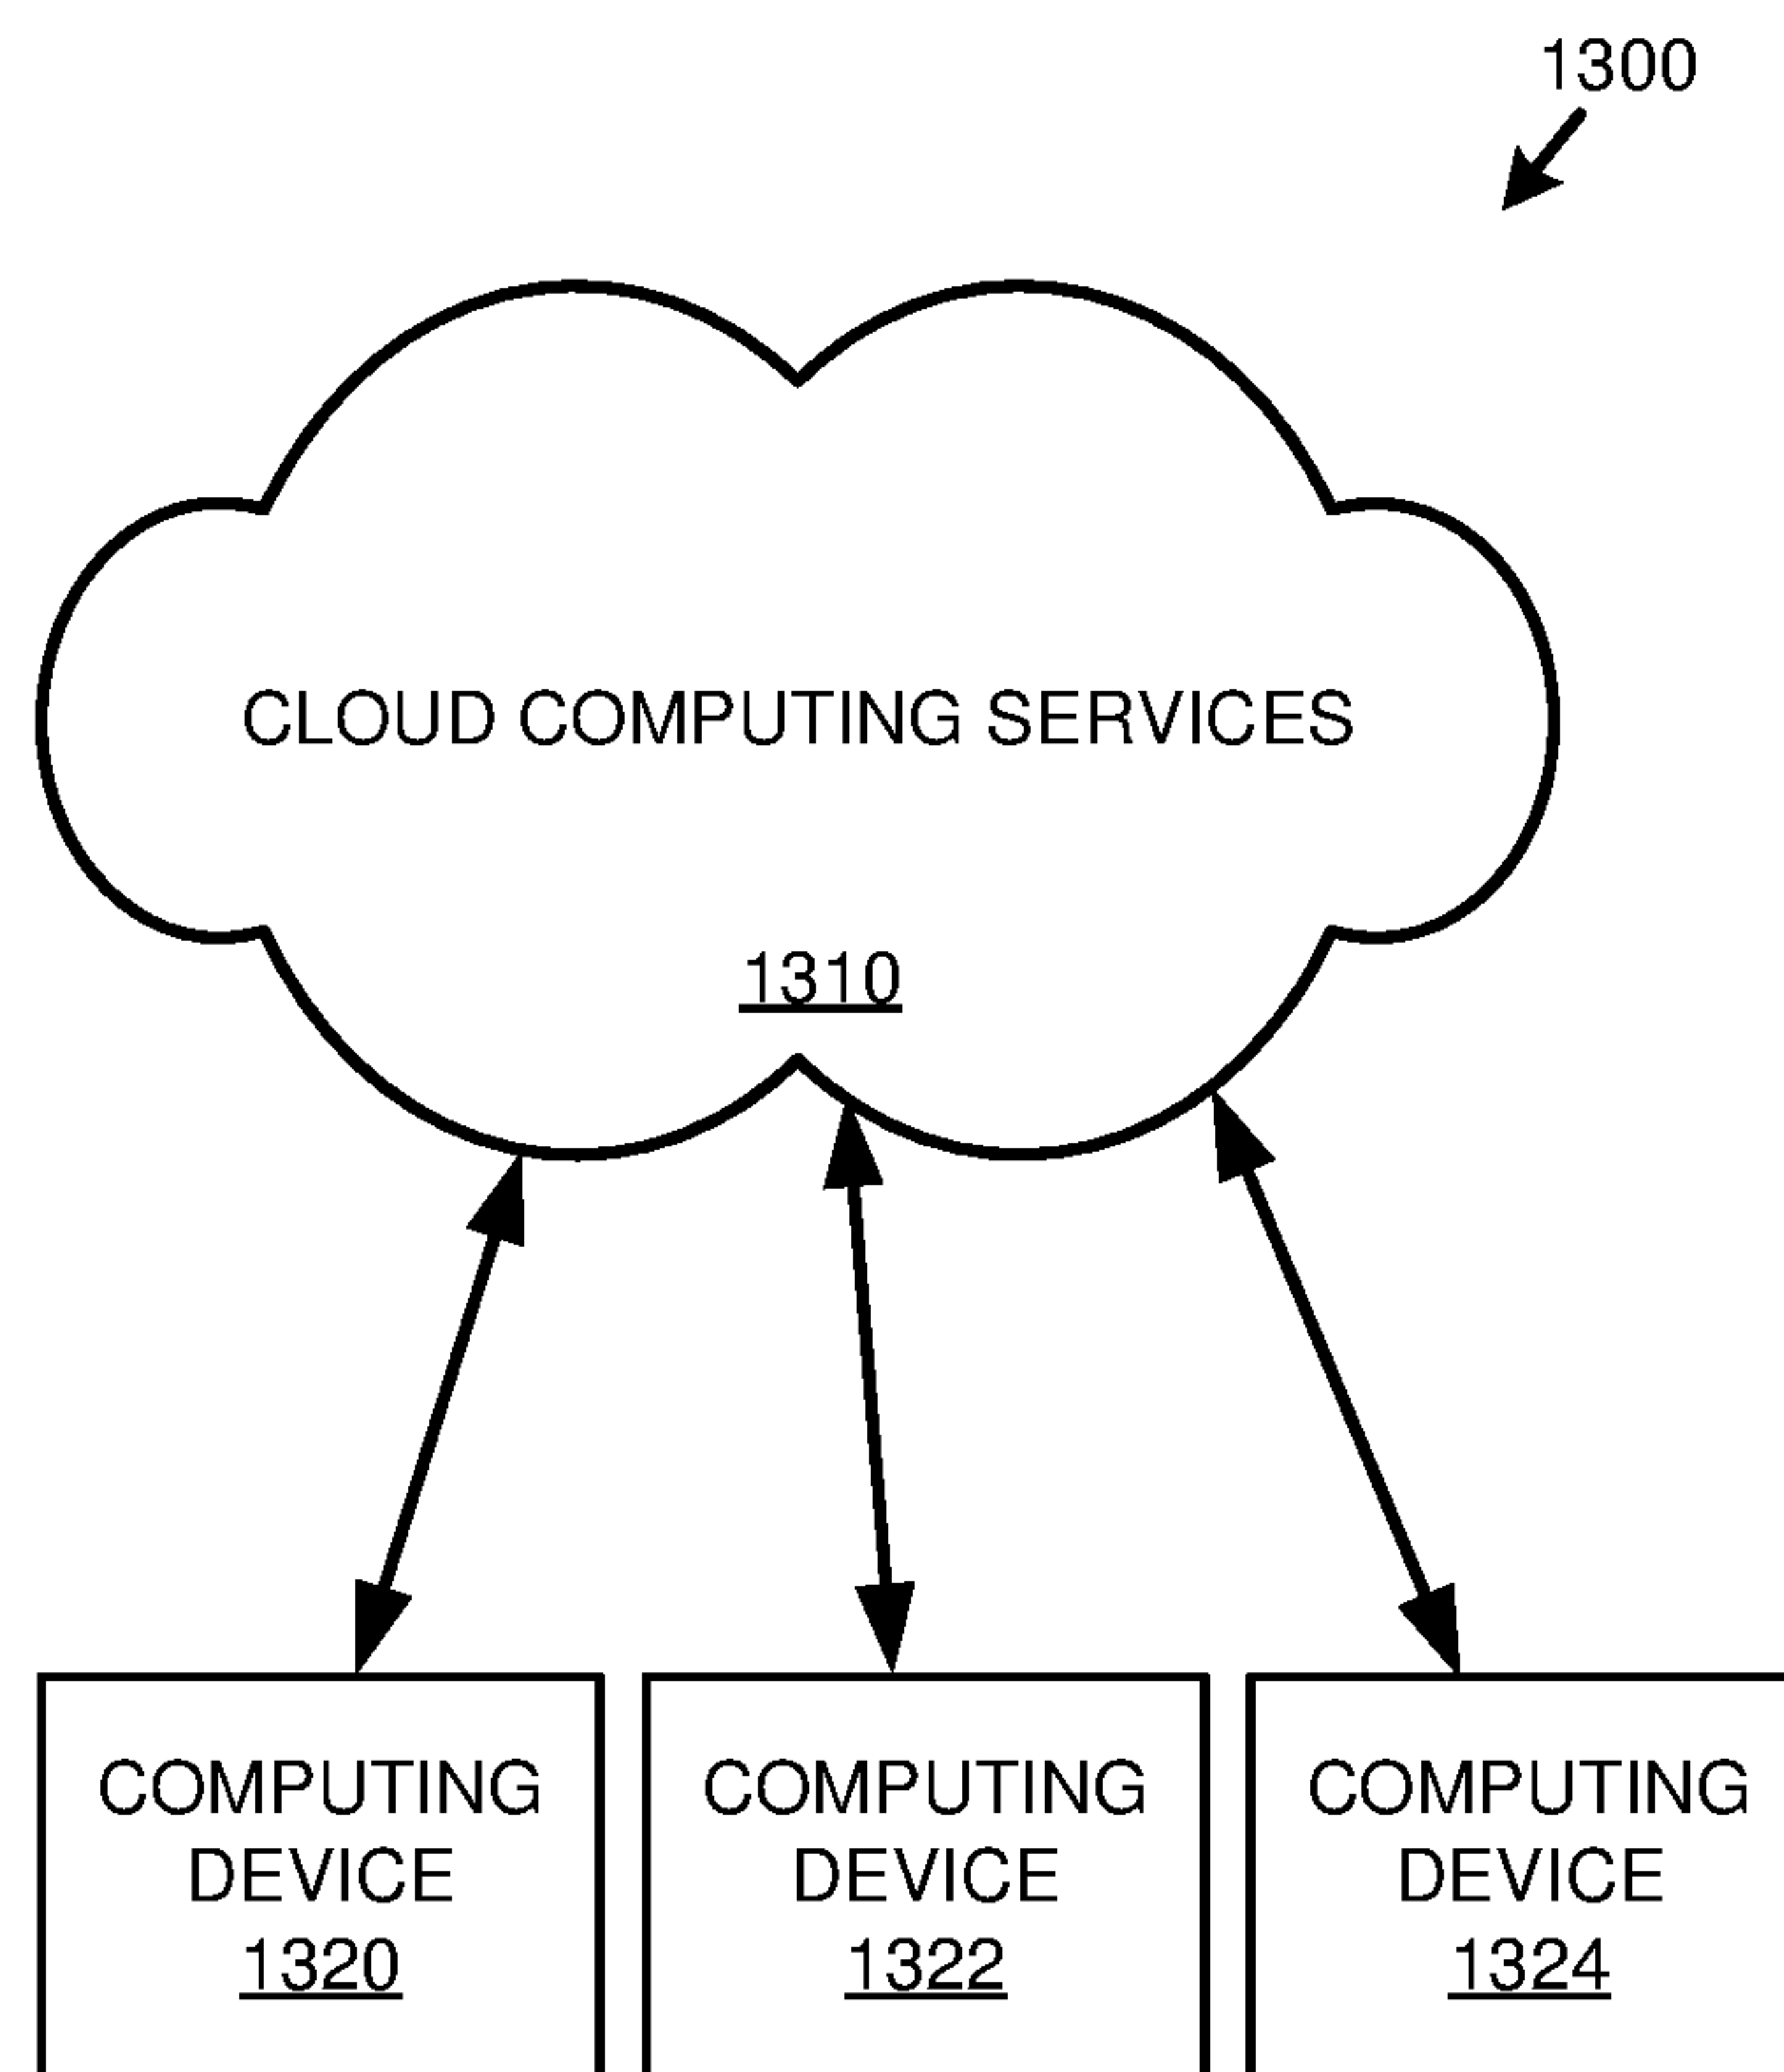 1300
CLOUD COMPUTING SERVICES
1310
COMPUTING
DEVICE
1320
COMPUTING
DEVICE
1322
COMPUTING
DEVICE
1324